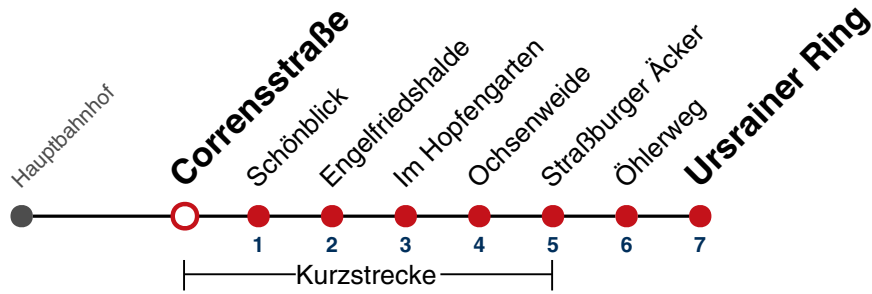 Hauptbahnhof
Corrensstraße
Schönblick
Engelfriedshalde
Im Hopfengarten
Ochsenweide
Straßburger Äcker
Öhlerweg
Ursrainer Ring
1 2 3 4 5 6 7
Kurzstrecke